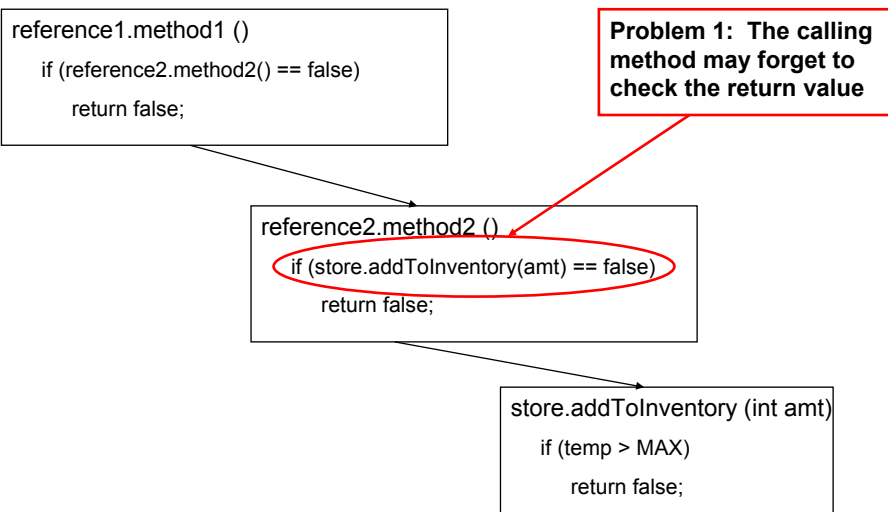 reference1.method1 ()
if (reference2.method2() == false)
return false;
Problem 1:  The calling
method may forget to
check the return value
reference2.method2 ()
if (store.addToInventory(amt) == false)
return false;
store.addToInventory (int amt)
if (temp > MAX)
return false;